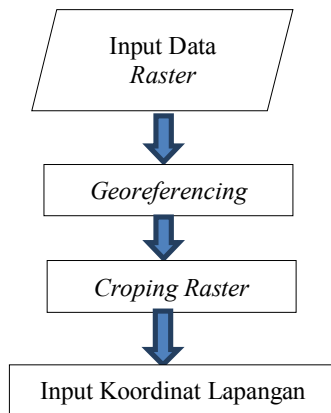 Input Data
Raster
Georeferencing
Croping Raster
Input Koordinat Lapangan